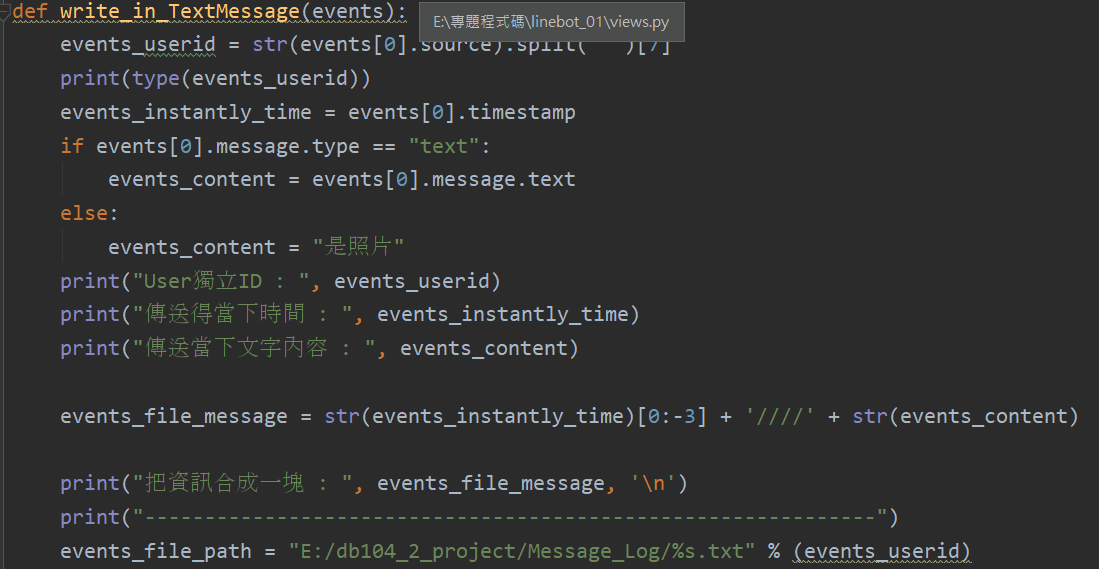 def write_in_TextMessage(events):
E:\專題程式碼\linebot_01\views.py
    events_userid = str(events[0].source).split(" ")[7]
    print(type(events_userid))
    events_instantly_time = events[0].timestamp
    if events[0].message.type == "text":
        events_content = events[0].message.text
    else:
        events_content = "是照片"
    print("User獨立ID : ", events_userid)
    print("傳送得當下時間 : ", events_instantly_time)
    print("傳送當下文字內容 : ", events_content)
    events_file_message = str(events_instantly_time)[0:-3] + '////' + str(events_content)
    print("把資訊合成一塊 : ", events_file_message, '\n')
    print("-------------------------------------------------------------")
    events_file_path = "E:/db104_2_project/Message_Log/%s.txt" % (events_userid)